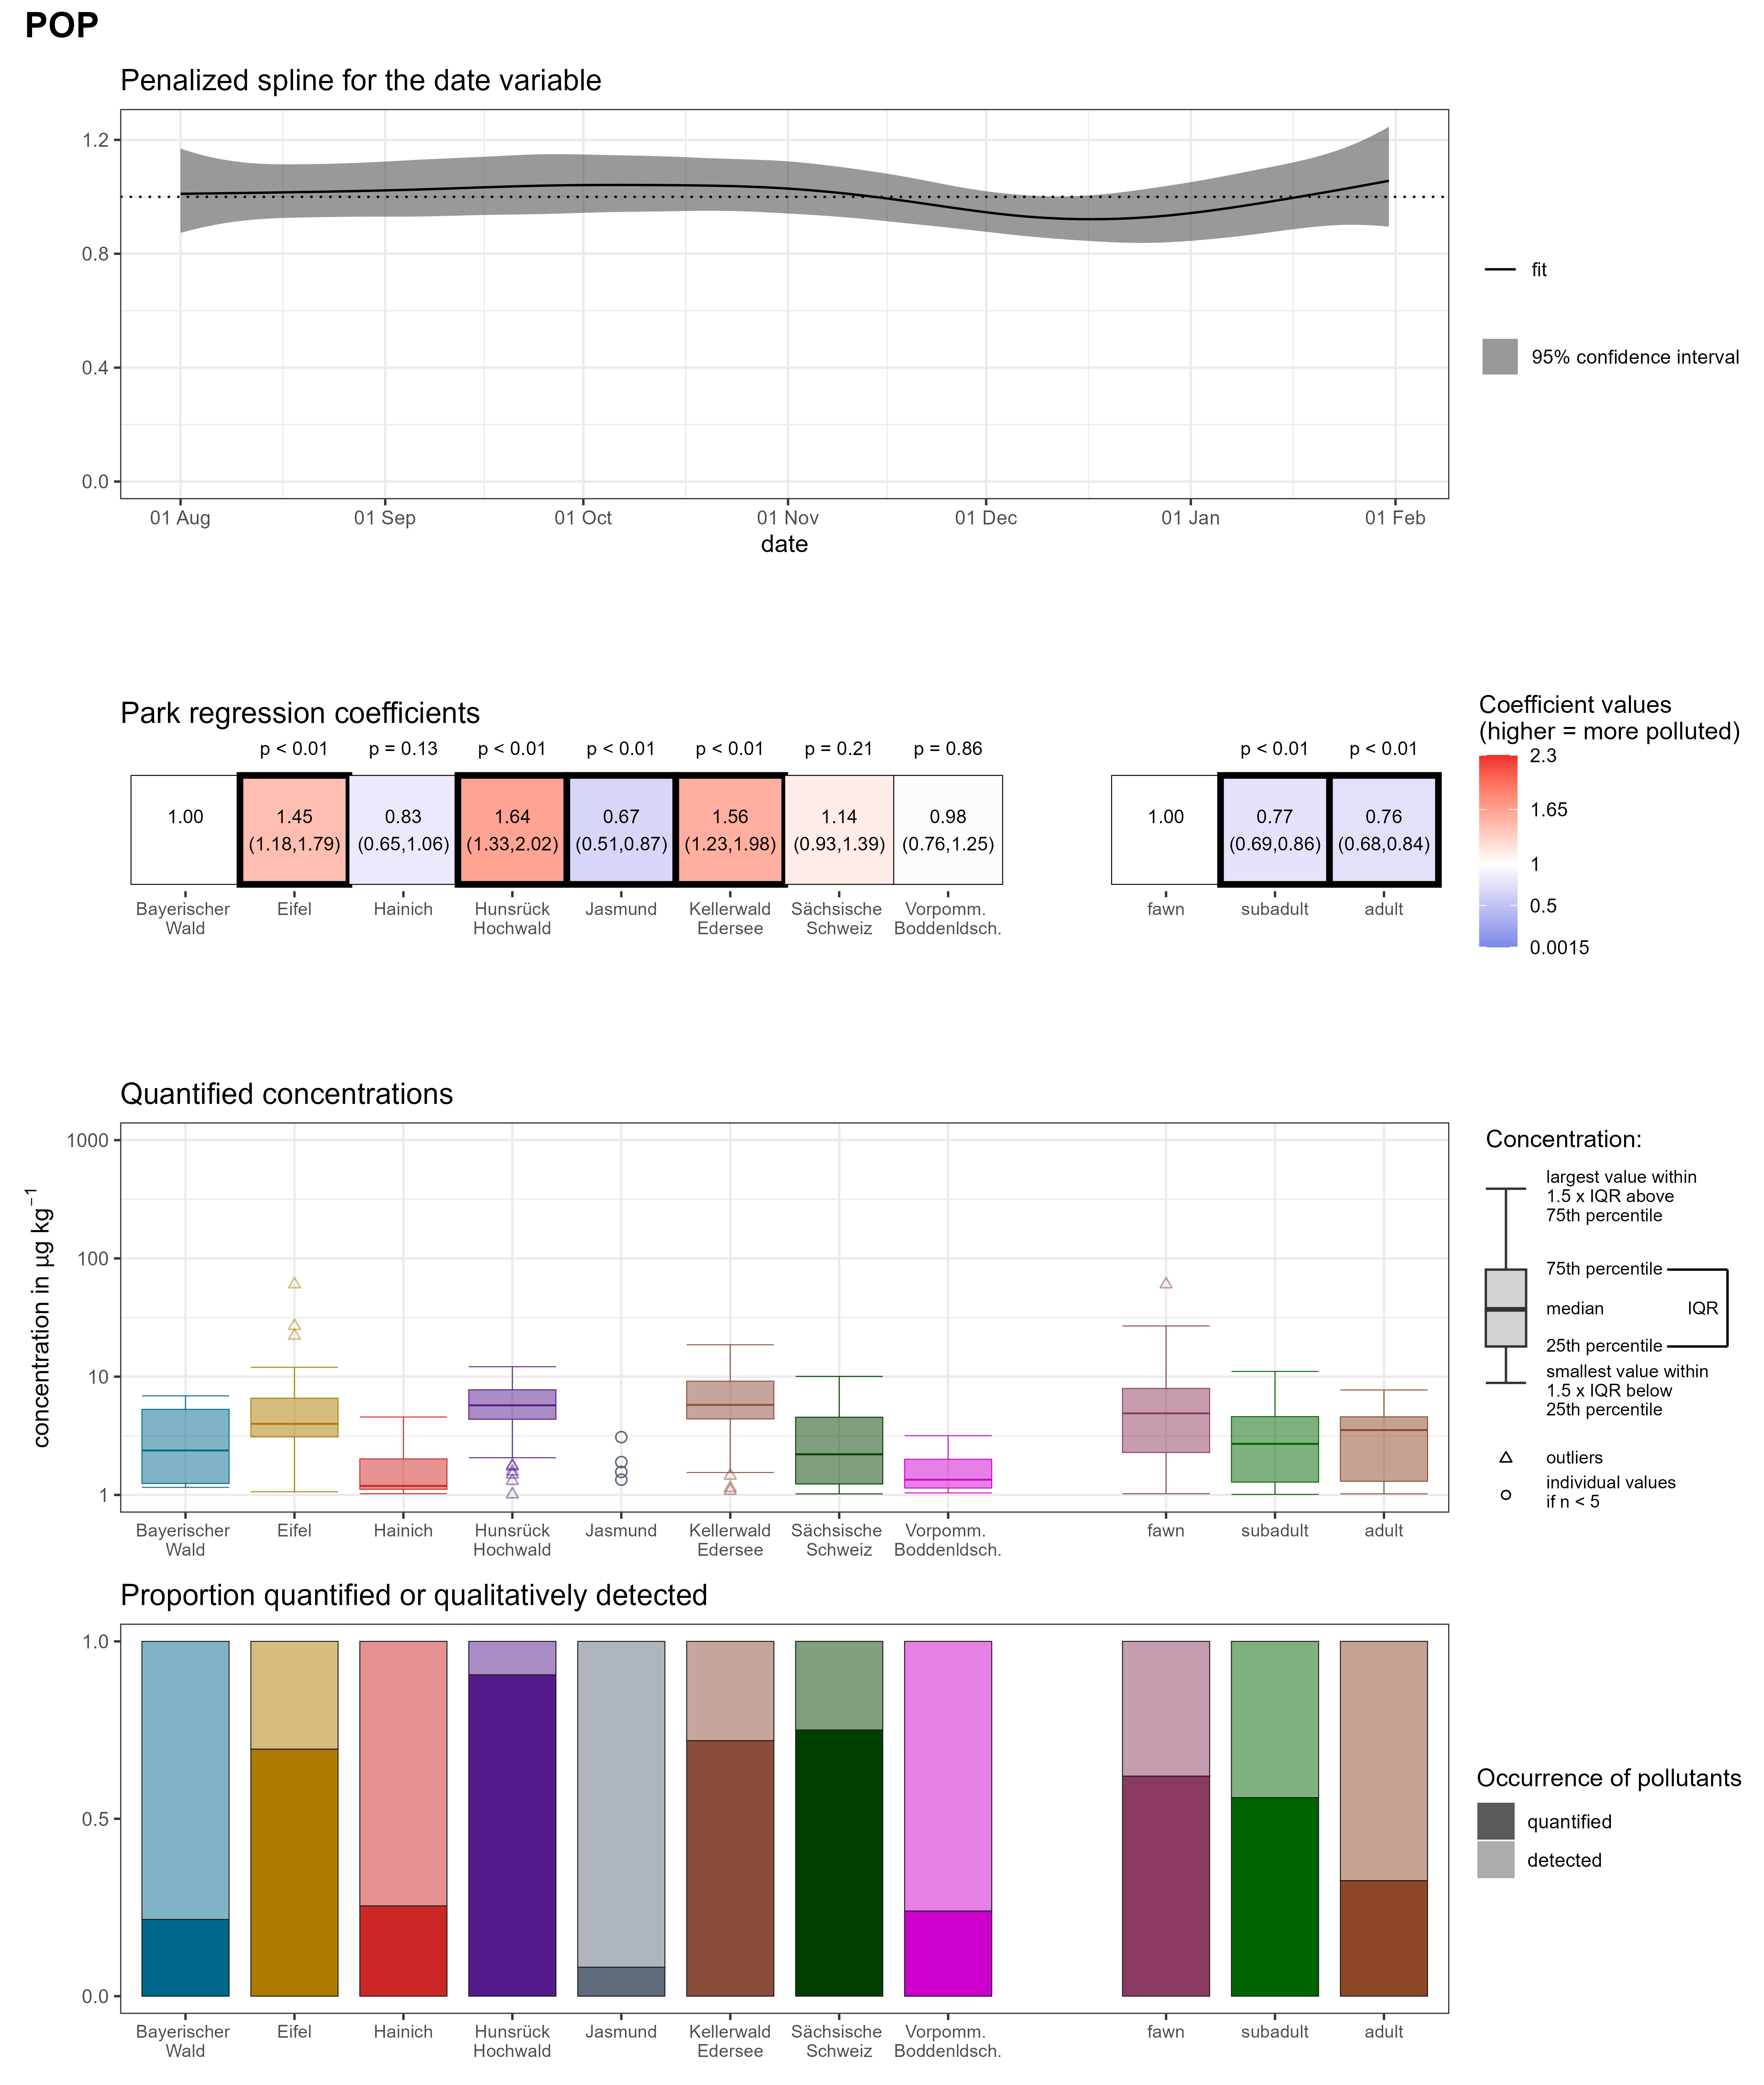 POP
Penalized spline for the date variable
1.2
0.8
0.4
0.0
01 Aug
01 Sep
01 Oct
01 Nov
01 Dec
01 Jan
01 Feb
date
fit
95% confidence interval
Park regression coefficients
p < 0.01
p = 0.13
p < 0.01
p < 0.01
p < 0.01
p = 0.21
p = 0.86
p < 0.01
p < 0.01
1.00
1.45
(1.18,1.79)
0.83
(0.65,1.06)
1.64
(1.33,2.02)
0.67
(0.51,0.87)
1.56
(1.23,1.98)
1.14
(0.93,1.39)
0.98
(0.76,1.25)
1.00
0.77
(0.69,0.86)
0.76
(0.68,0.84)
Bayerischer
Wald
Eifel
Hainich
Hunsrück
Hochwald
Jasmund
Kellerwald
Edersee
Sächsische
Schweiz
Vorpomm.
Boddenldsch.
fawn
subadult
adult
Coefficient values
(higher = more polluted)
2.3
1.65
1
0.5
0.0015
Quantified concentrations
concentration in µg kg⁻¹
1000
100
10
1
Bayerischer
Wald
Eifel
Hainich
Hunsrück
Hochwald
Jasmund
Kellerwald
Edersee
Sächsische
Schweiz
Vorpomm.
Boddenldsch.
fawn
subadult
adult
Concentration:
largest value within
1.5 x IQR above
75th percentile
75th percentile
median
IQR
25th percentile
smallest value within
1.5 x IQR below
25th percentile
outliers
individual values
if n < 5
Proportion quantified or qualitatively detected
1.0
0.5
0.0
Bayerischer
Wald
Eifel
Hainich
Hunsrück
Hochwald
Jasmund
Kellerwald
Edersee
Sächsische
Schweiz
Vorpomm.
Boddenldsch.
fawn
subadult
adult
Occurrence of pollutants
quantified
detected